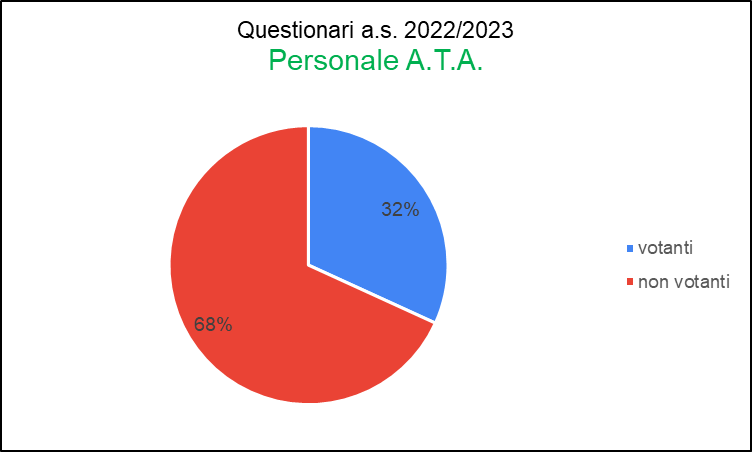 Questionari a.s. 2022/2023
Personale A.T.A.
32%
votanti
non votanti
68%